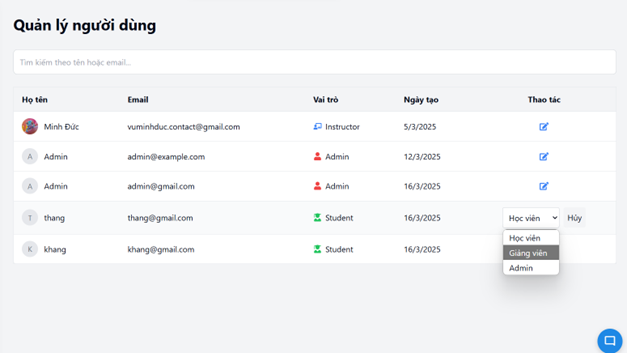 Quản lý người dùng
Tìm kiếm theo tên hoặc email...
Họ tên Email Vai trò Ngày tạo Thao tác
Minh Đức vuminhduc.contact@gmail.com Instructor 5/3/2025
A Admin admin@example.com Admin 12/3/2025
A Admin admin@gmail.com Admin 16/3/2025
T thang thang@gmail.com Student 16/3/2025 Học viên Hủy
K khang khang@gmail.com Student 16/3/2025
Học viên
Giảng viên
Admin